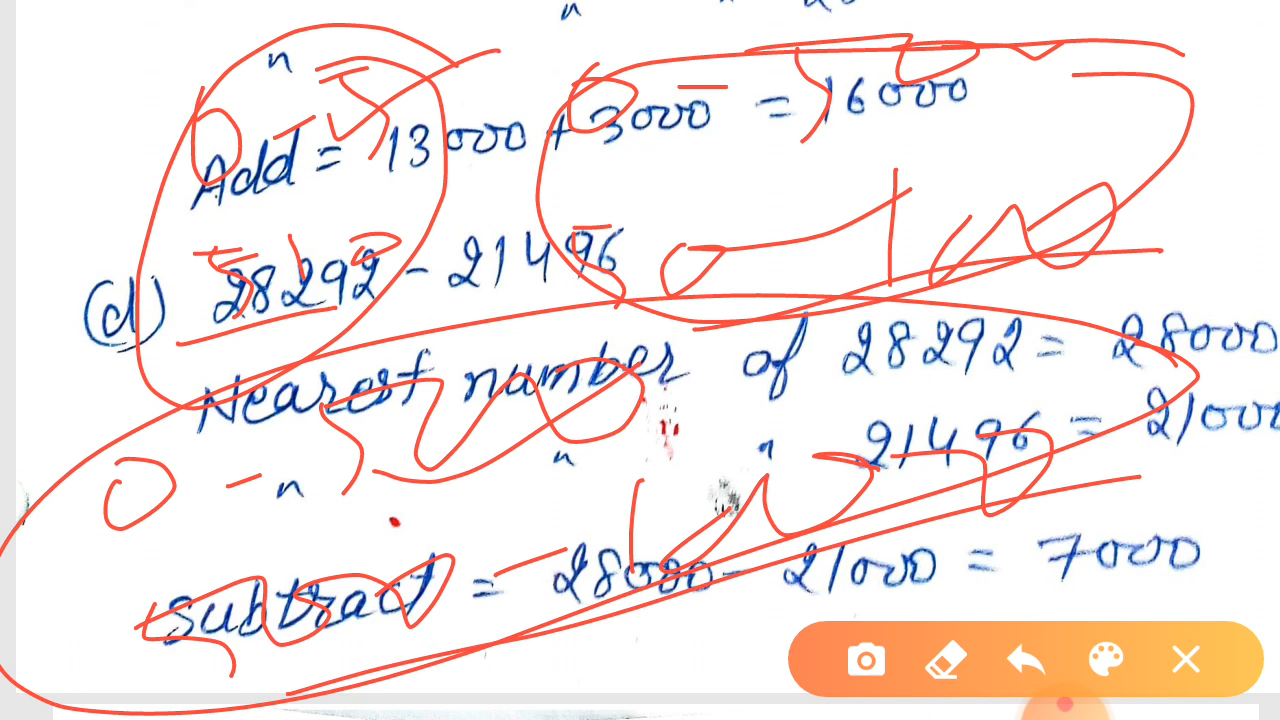 n
Add = 13000 + 3000 = 16000
(d) 28292 - 21496
Nearest number of 28292 = 28000
n n n 21496 = 21000
subtract = 28000 - 21000 = 7000